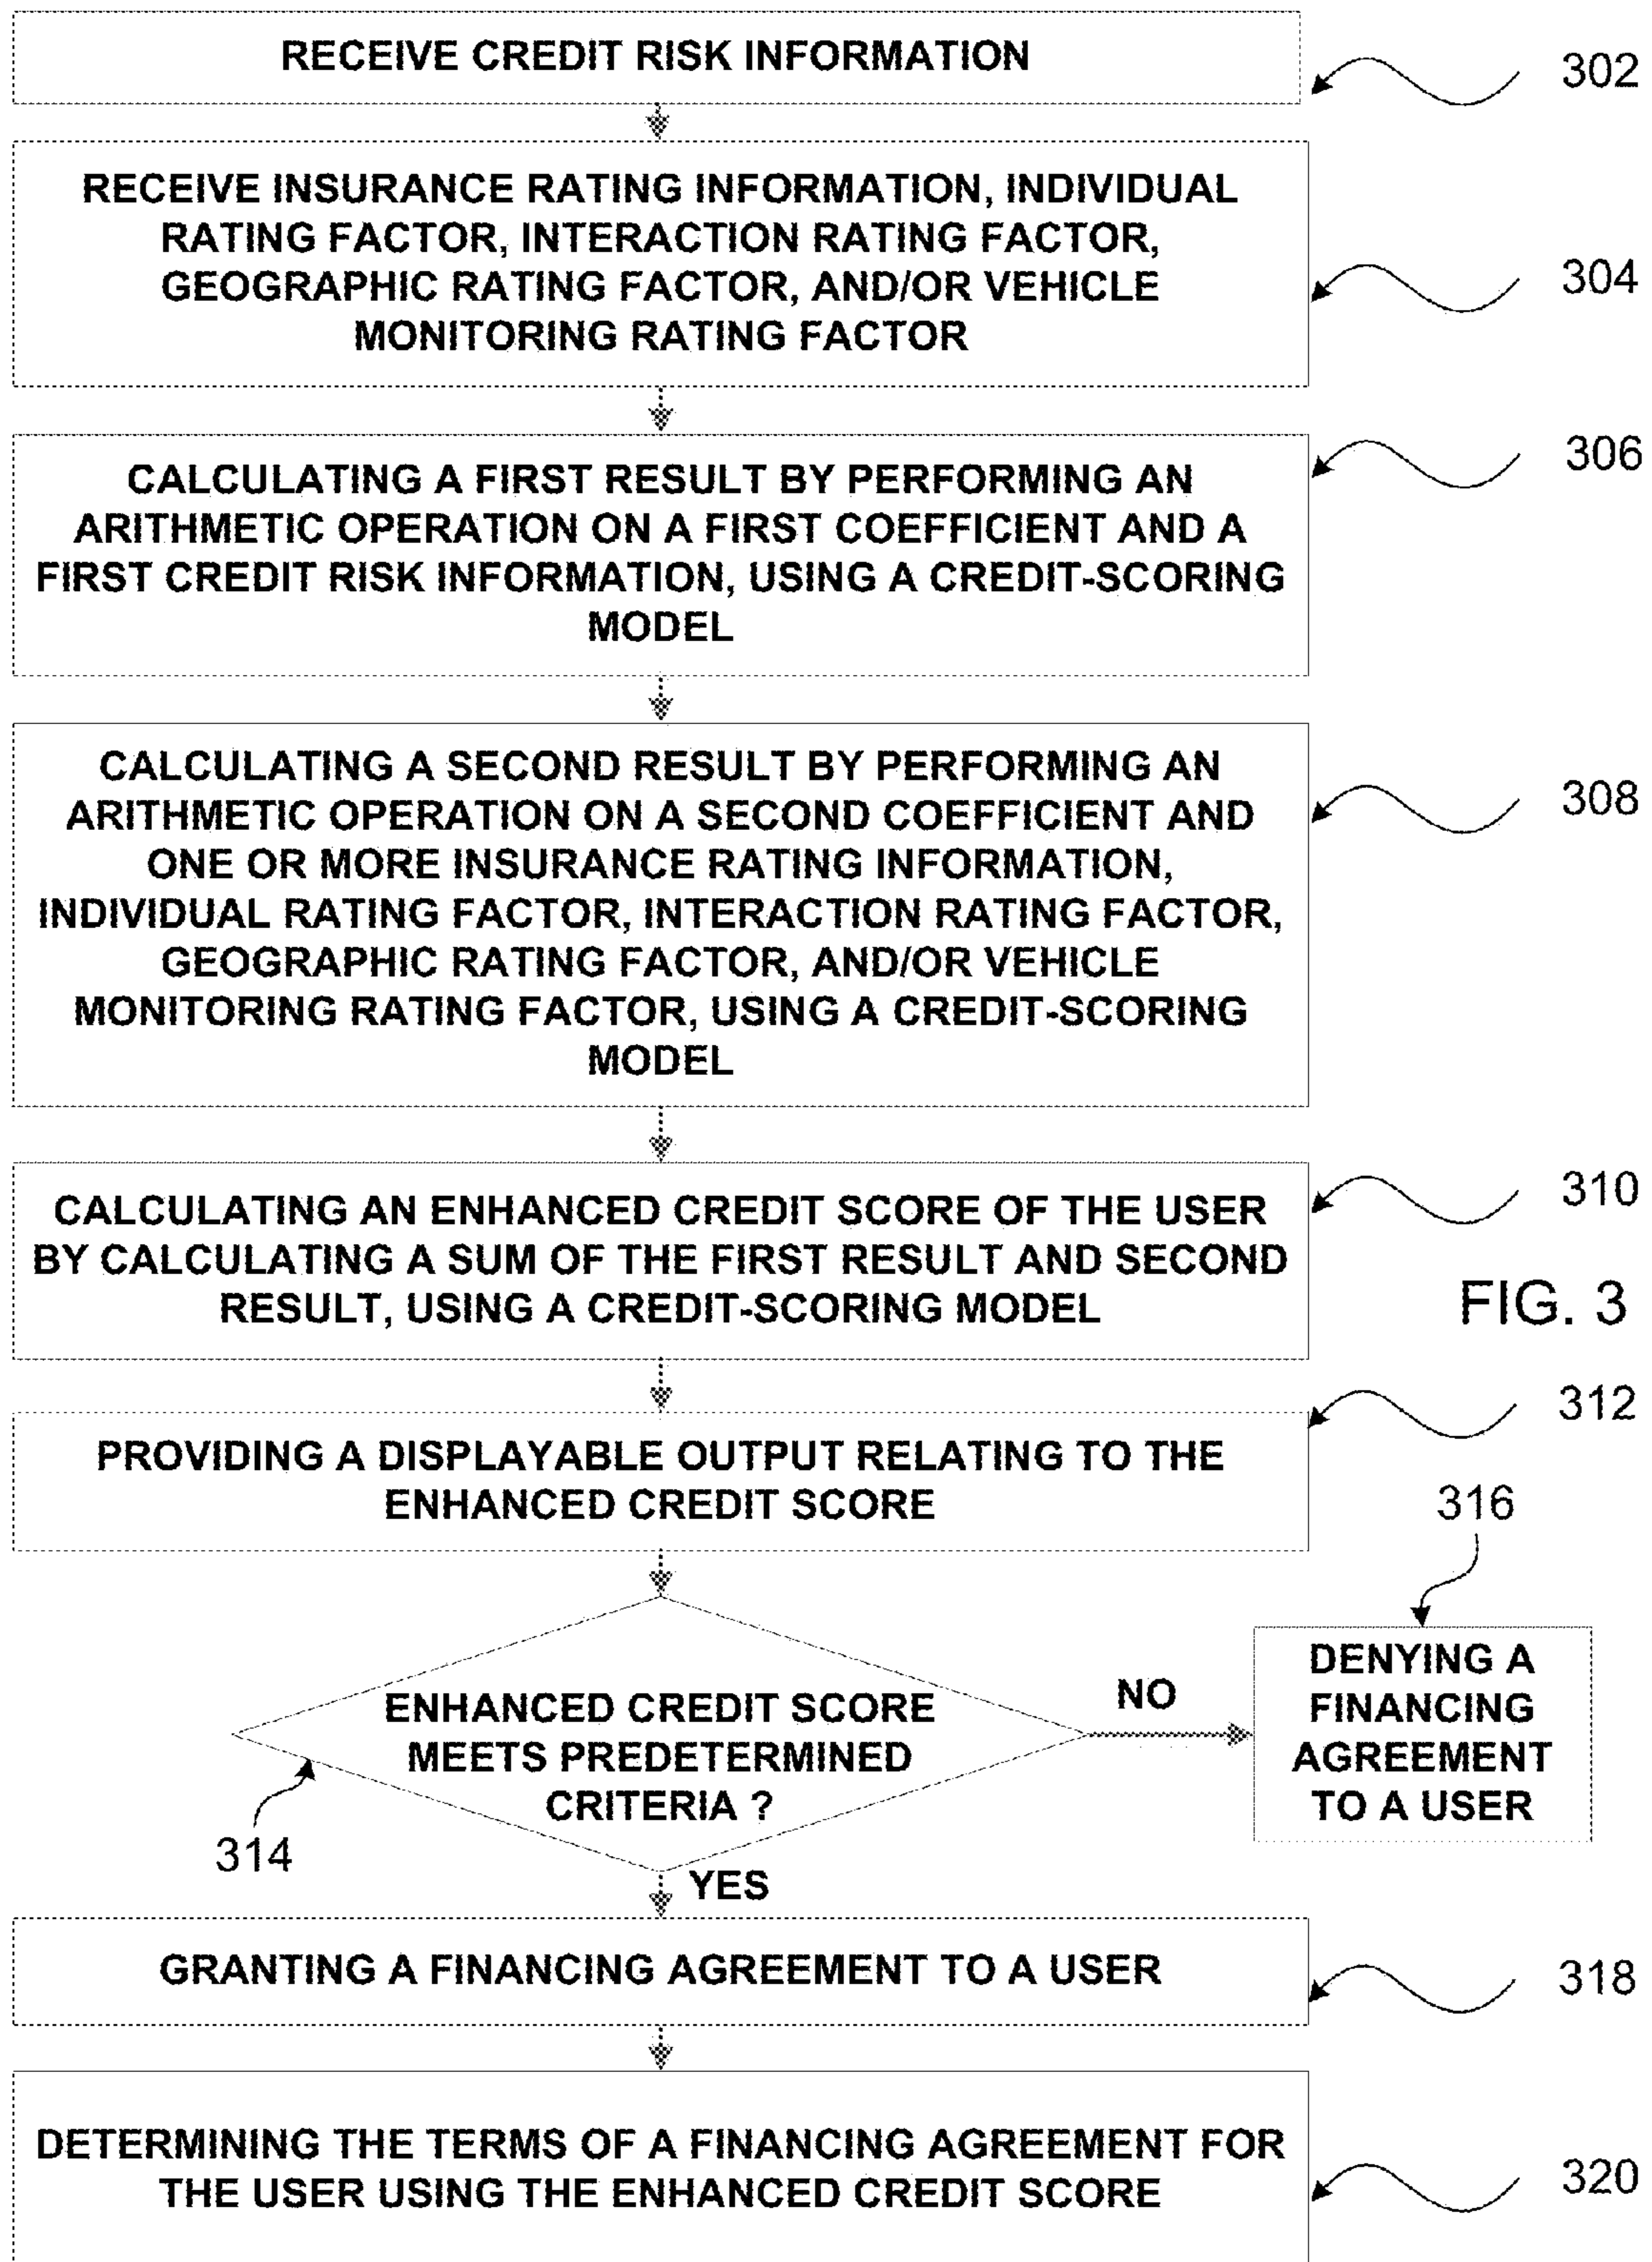 RECEIVE CREDIT RISK INFORMATION
302
RECEIVE INSURANCE RATING INFORMATION, INDIVIDUAL
RATING FACTOR, INTERACTION RATING FACTOR,
GEOGRAPHIC RATING FACTOR, AND/OR VEHICLE
MONITORING RATING FACTOR
304
CALCULATING A FIRST RESULT BY PERFORMING AN
ARITHMETIC OPERATION ON A FIRST COEFFICIENT AND A
FIRST CREDIT RISK INFORMATION, USING A CREDIT-SCORING
MODEL
306
CALCULATING A SECOND RESULT BY PERFORMING AN
ARITHMETIC OPERATION ON A SECOND COEFFICIENT AND
ONE OR MORE INSURANCE RATING INFORMATION,
INDIVIDUAL RATING FACTOR, INTERACTION RATING FACTOR,
GEOGRAPHIC RATING FACTOR, AND/OR VEHICLE
MONITORING RATING FACTOR, USING A CREDIT-SCORING
MODEL
308
CALCULATING AN ENHANCED CREDIT SCORE OF THE USER
BY CALCULATING A SUM OF THE FIRST RESULT AND SECOND
RESULT, USING A CREDIT-SCORING MODEL
310
FIG. 3
PROVIDING A DISPLAYABLE OUTPUT RELATING TO THE
ENHANCED CREDIT SCORE
312
316
ENHANCED CREDIT SCORE
MEETS PREDETERMINED
CRITERIA ?
314
NO
DENYING A
FINANCING
AGREEMENT
TO A USER
YES
GRANTING A FINANCING AGREEMENT TO A USER
318
DETERMINING THE TERMS OF A FINANCING AGREEMENT FOR
THE USER USING THE ENHANCED CREDIT SCORE
320